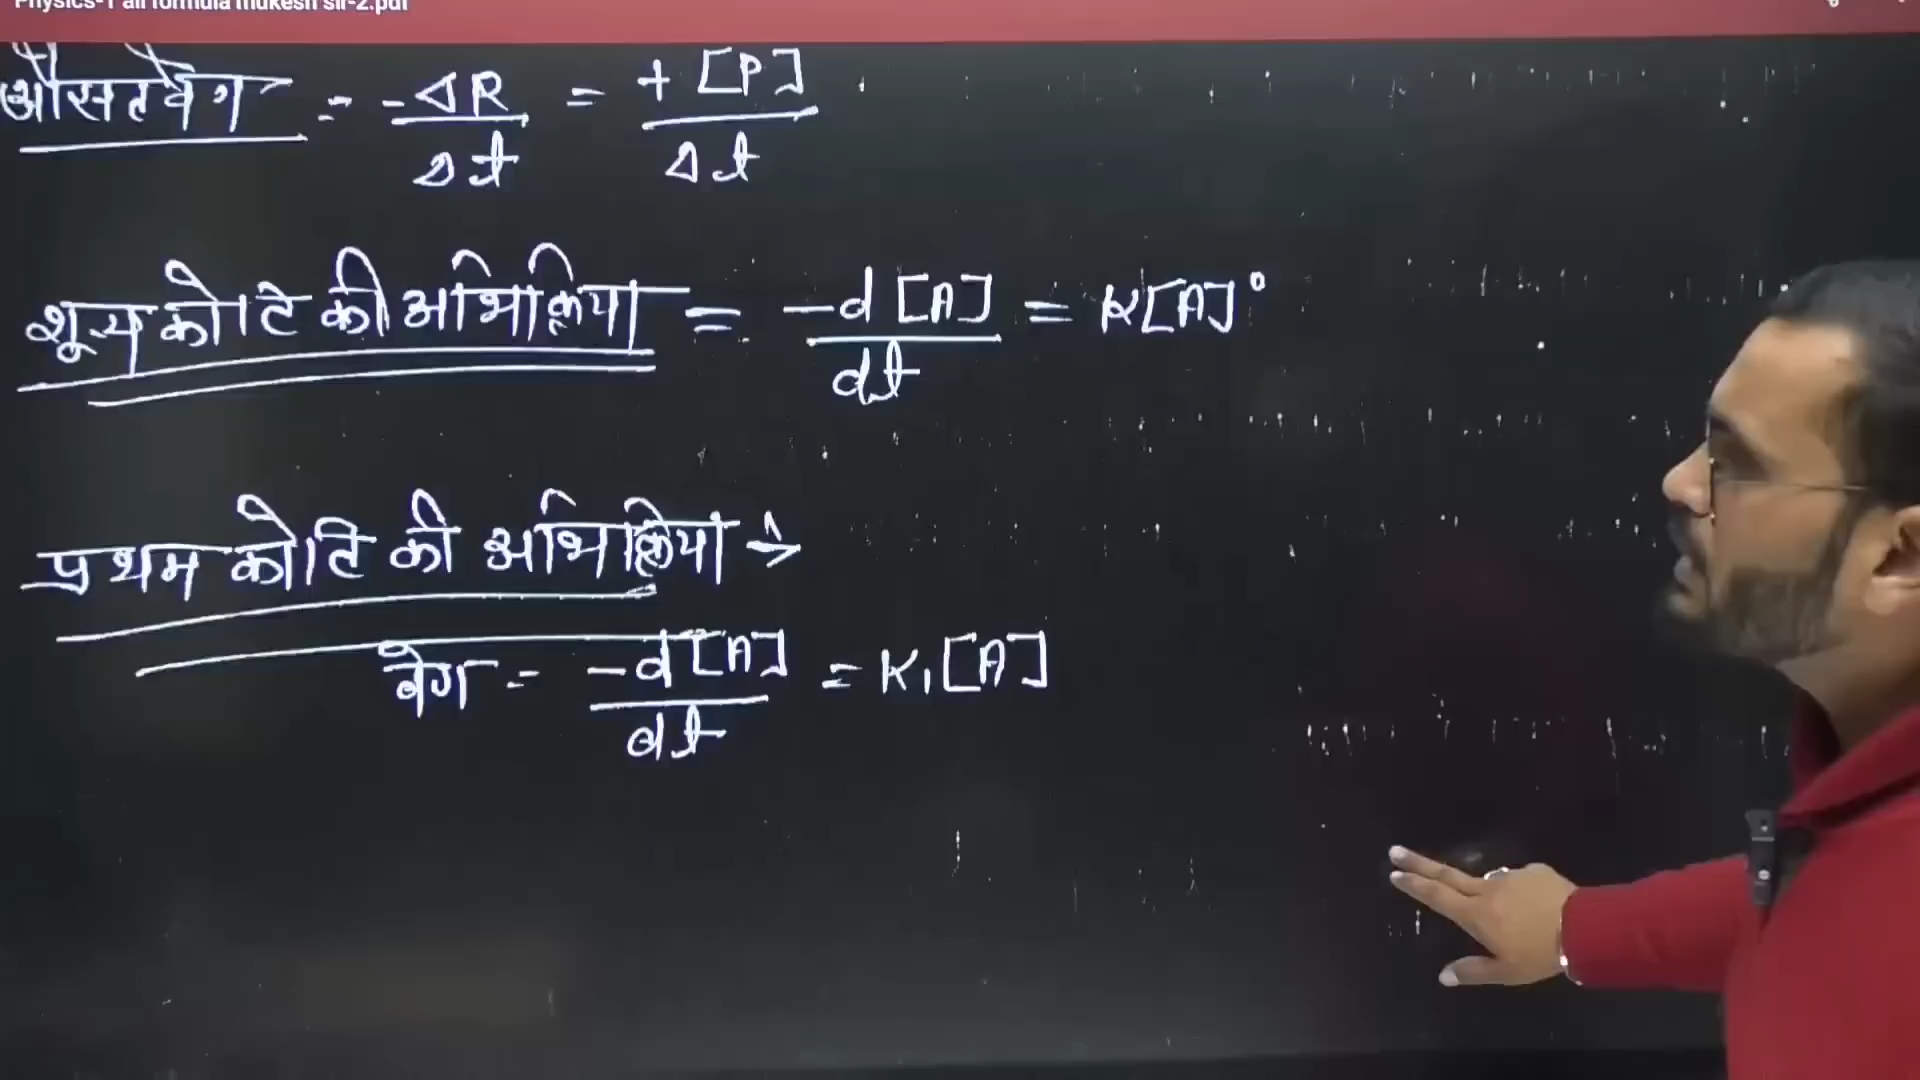 Physics-1 all formula mukesh sir-2.pdf
औसत वेग = -ΔR/Δt = +[P]/Δt
शून्य कोटि की अभिक्रिया = -d[A]/dt = K[A]°
प्रथम कोटि की अभिक्रिया →
वेग = -d[A]/dt = K₁[A]